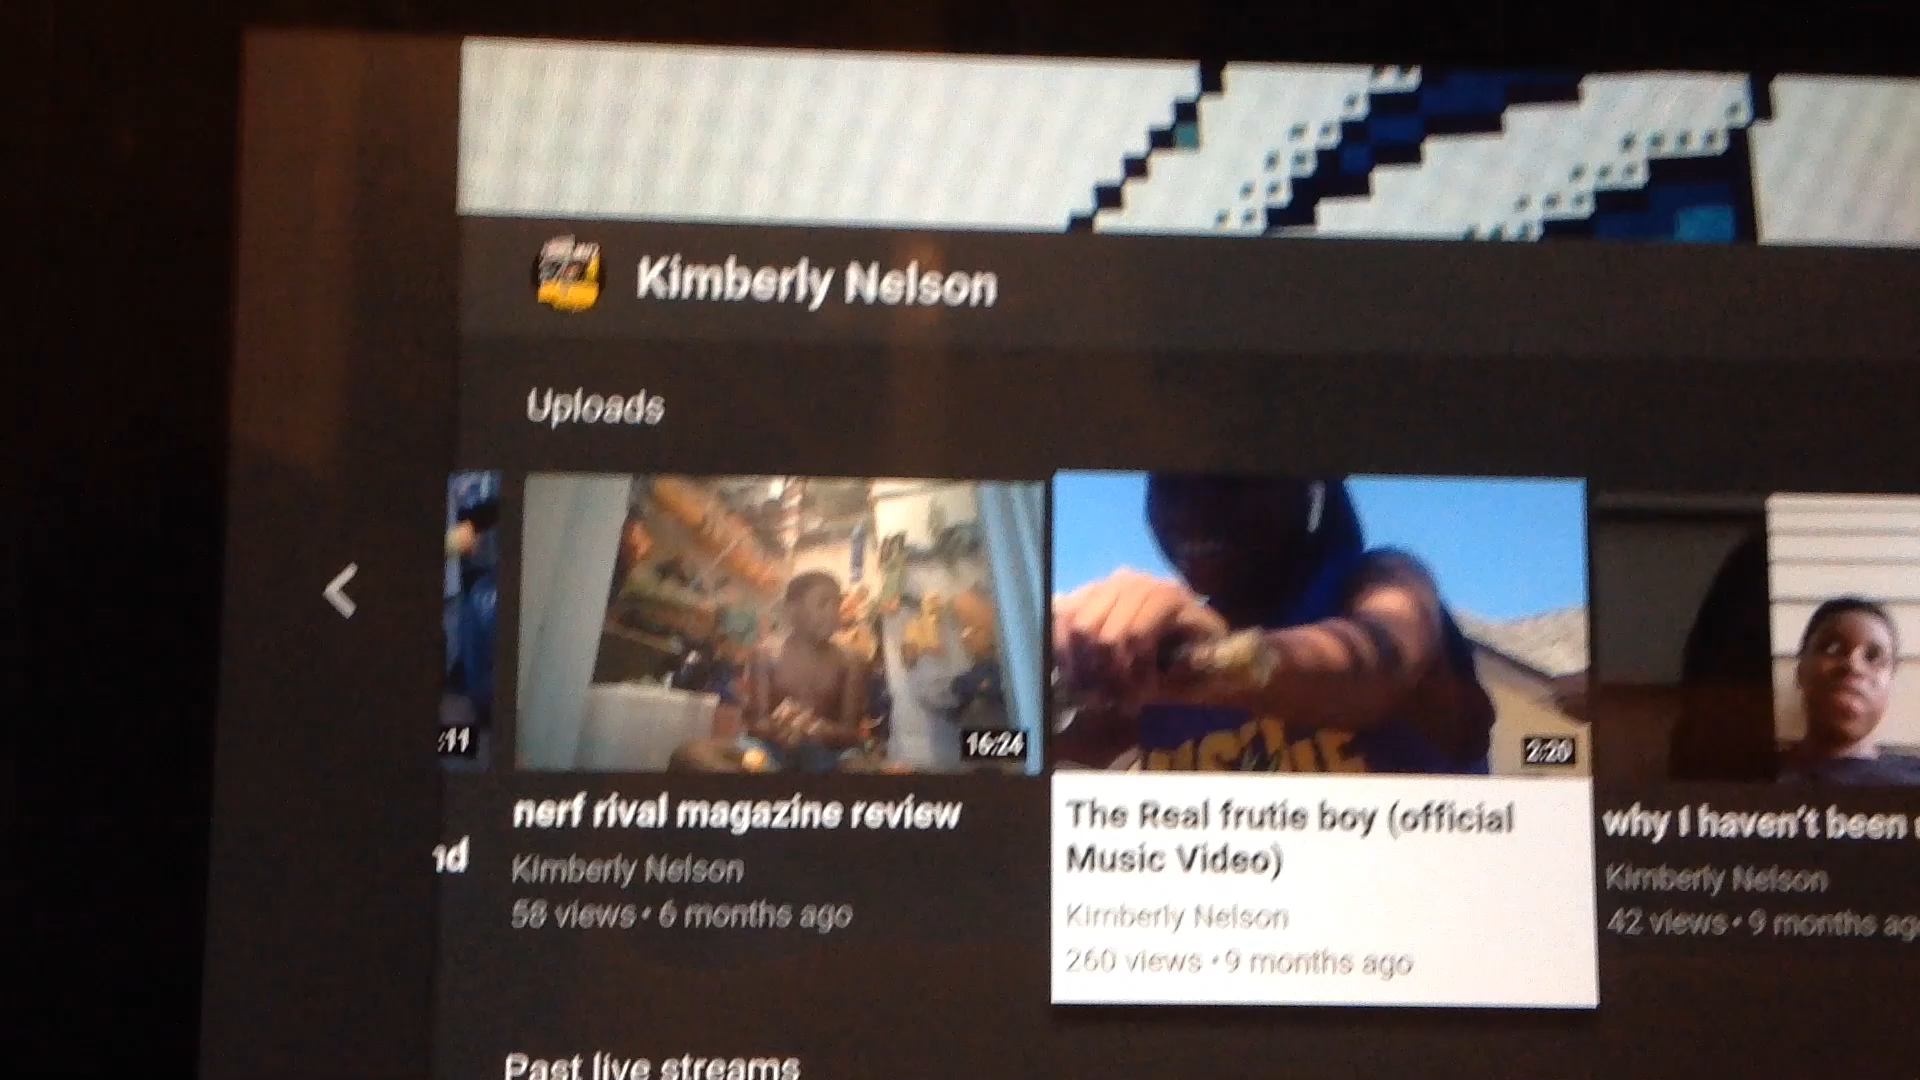 Kimberly Nelson
Uploads
:11
16:24
2:20
nd
nerf rival magazine review
Kimberly Nelson
58 views • 6 months ago
The Real frutie boy (official
Music Video)
Kimberly Nelson
260 views • 9 months ago
why I haven't been
Kimberly Nelson
42 views • 9 months ag
Past live streams